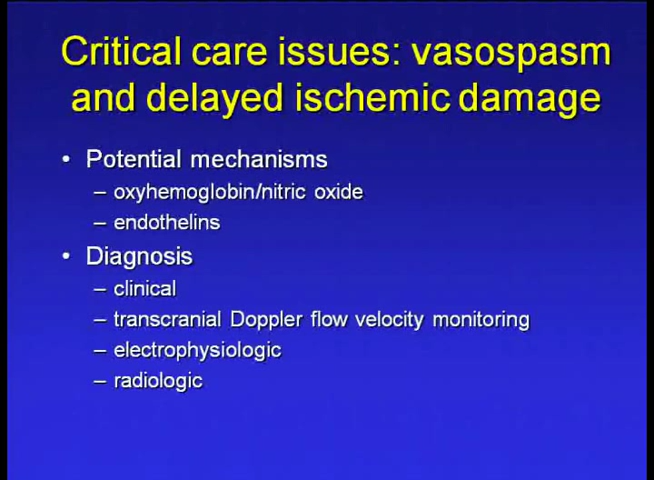 Critical care issues: vasospasm
and delayed ischemic damage
• Potential mechanisms
– oxyhemoglobin/nitric oxide
– endothelins
• Diagnosis
– clinical
– transcranial Doppler flow velocity monitoring
– electrophysiologic
– radiologic